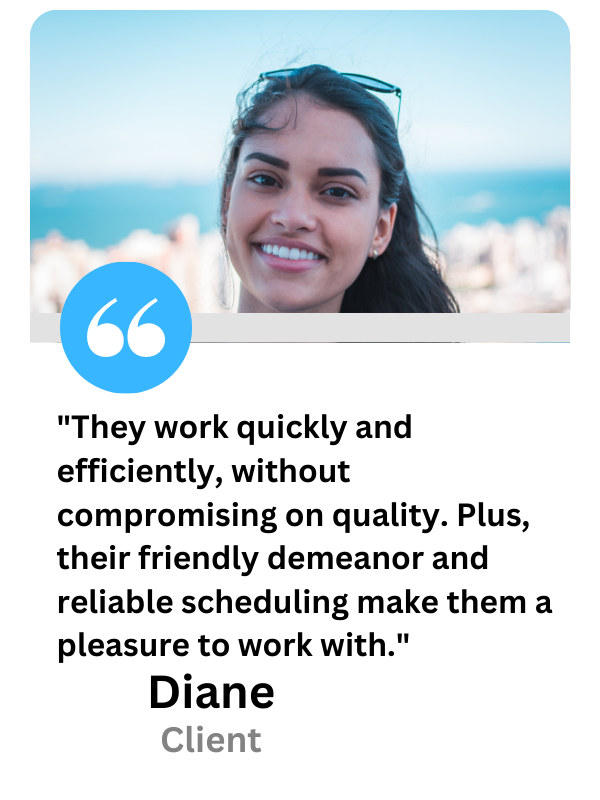 "They work quickly and
efficiently, without
compromising on quality. Plus,
their friendly demeanor and
reliable scheduling make them a
pleasure to work with."
Diane
Client